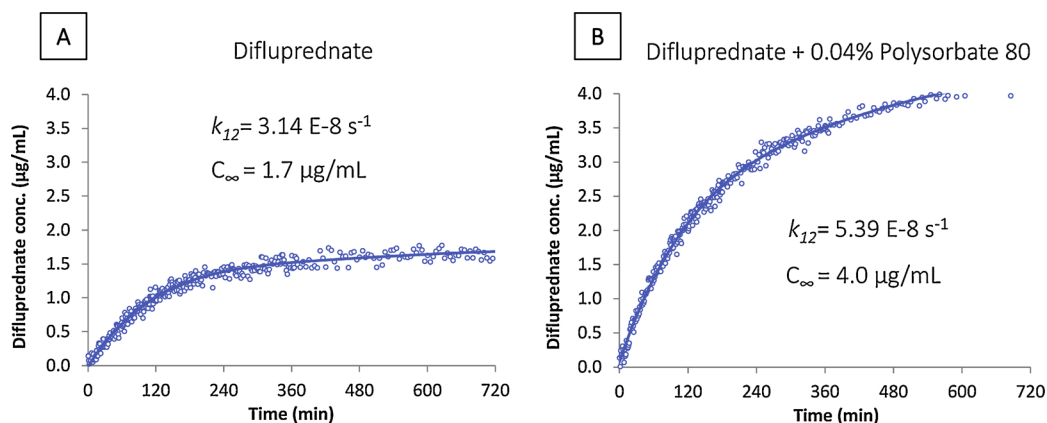 A
Difluprednate
k12= 3.14 E-8 s⁻¹
C∞ = 1.7 µg/mL
Difluprednate conc. (µg/mL)
4.0
3.5
3.0
2.5
2.0
1.5
1.0
0.5
0.0
0 120 240 360 480 600 720
Time (min)
B
Difluprednate + 0.04% Polysorbate 80
k12= 5.39 E-8 s⁻¹
C∞ = 4.0 µg/mL
Difluprednate conc. (µg/mL)
4.0
3.5
3.0
2.5
2.0
1.5
1.0
0.5
0.0
0 120 240 360 480 600 720
Time (min)